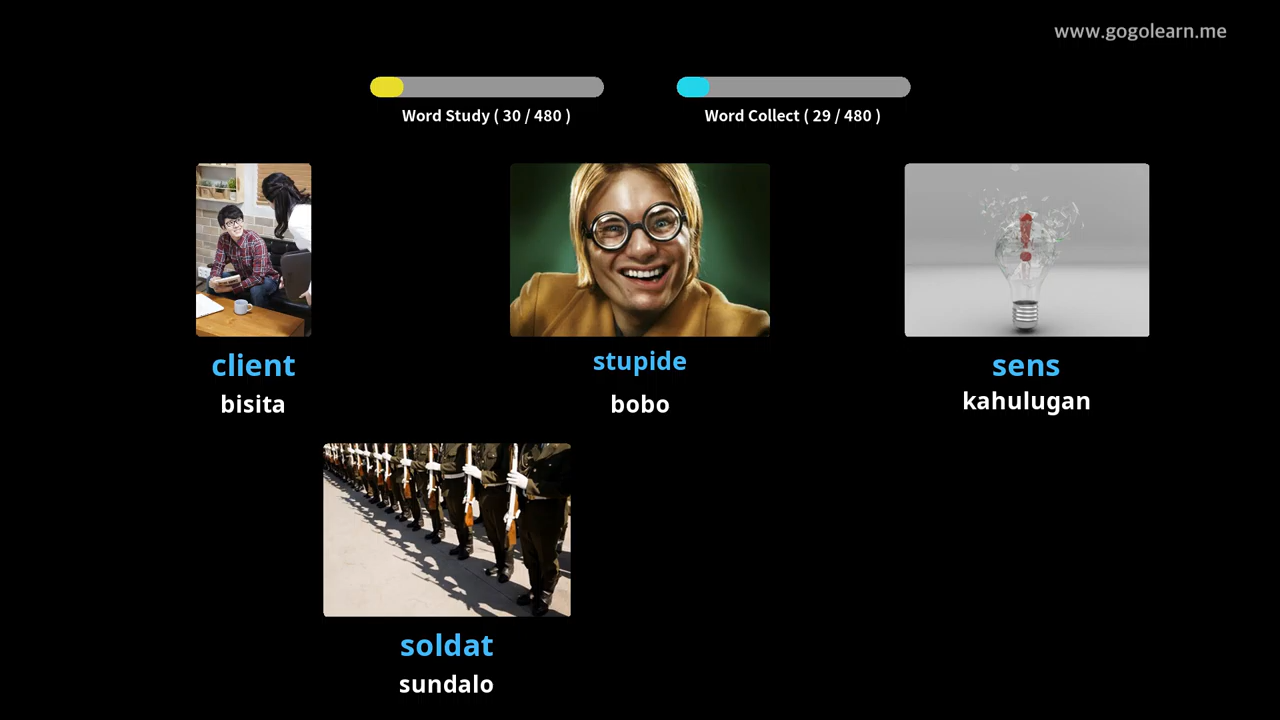 www.gogolearn.me
Word Study ( 30 / 480 )
Word Collect ( 29 / 480 )
client
bisita
stupide
bobo
sens
kahulugan
soldat
sundalo